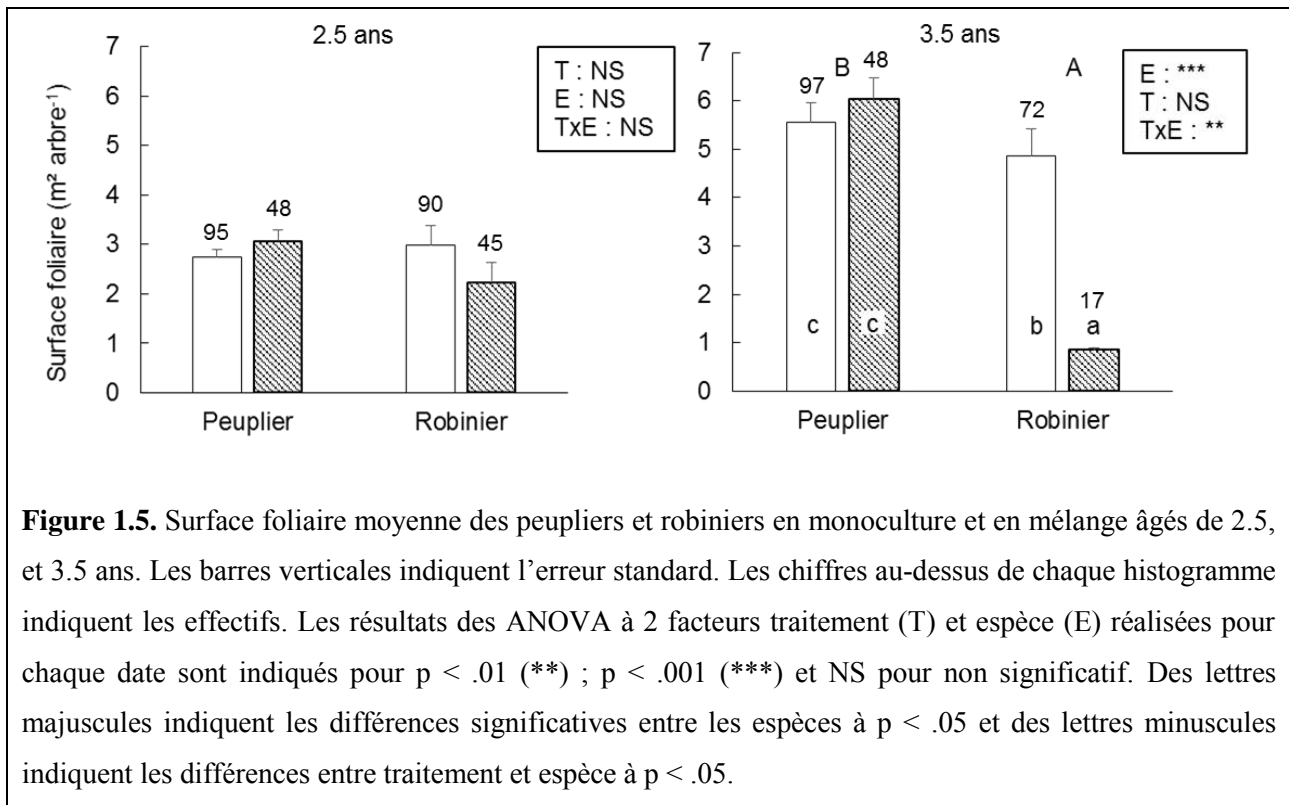 2.5 ans
7
6
5
4
3
2
1
0
Surface foliaire (m² arbre⁻¹)
T : NS
E : NS
TxE : NS
95
48
90
45
Peuplier
Robinier
3.5 ans
7
6
5
4
3
2
1
0
97
B
48
72
A
17
E : ***
T : NS
TxE : **
c
c
b
a
Peuplier
Robinier
Figure 1.5. Surface foliaire moyenne des peupliers et robiniers en monoculture et en mélange âgés de 2.5,
et 3.5 ans. Les barres verticales indiquent l’erreur standard. Les chiffres au-dessus de chaque histogramme
indiquent les effectifs. Les résultats des ANOVA à 2 facteurs traitement (T) et espèce (E) réalisées pour
chaque date sont indiqués pour p < .01 (**) ; p < .001 (***) et NS pour non significatif. Des lettres
majuscules indiquent les différences significatives entre les espèces à p < .05 et des lettres minuscules
indiquent les différences entre traitement et espèce à p < .05.